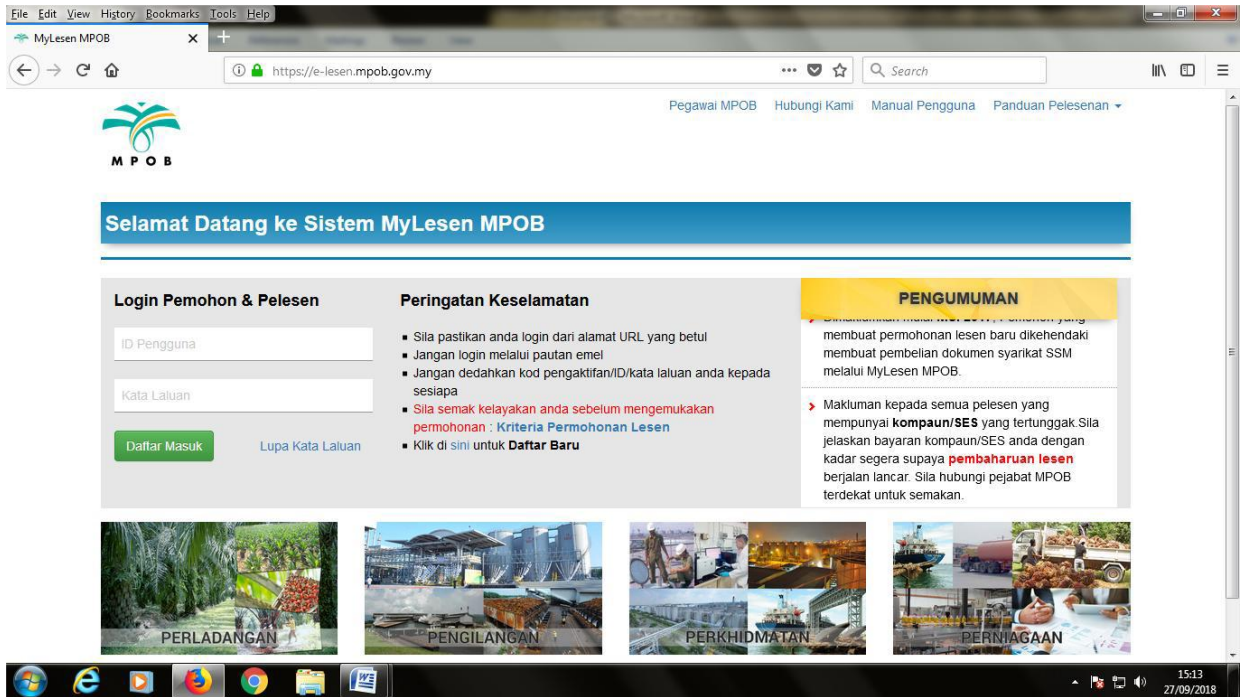 File Edit View History Bookmarks Tools Help
MyLesen MPOB
https://e-lesen.mpob.gov.my
Search
Pegawai MPOB Hubungi Kami Manual Pengguna Panduan Pelesenan
MPOB
Selamat Datang ke Sistem MyLesen MPOB
Login Pemohon & Pelesen
ID Pengguna
Kata Laluan
Daftar Masuk Lupa Kata Laluan
Peringatan Keselamatan
Sila pastikan anda login dari alamat URL yang betul
Jangan login melalui pautan emel
Jangan dedahkan kod pengaktifan/ID/kata laluan anda kepada
sesiapa
Sila semak kelayakan anda sebelum mengemukakan
permohonan : Kriteria Permohonan Lesen
Klik di sini untuk Daftar Baru
PENGUMUMAN
membuat permohonan lesen baru dikehendaki
membuat pembelian dokumen syarikat SSM
melalui MyLesen MPOB.
Makluman kepada semua pelesen yang
mempunyai kompaun/SES yang tertunggak.Sila
jelaskan bayaran kompaun/SES anda dengan
kadar segera supaya pembaharuan lesen
berjalan lancar. Sila hubungi pejabat MPOB
terdekat untuk semakan.
PERLADANGAN
PENGILANGAN
PERKHIDMATAN
PERNIAGAAN
15:13
27/09/2018